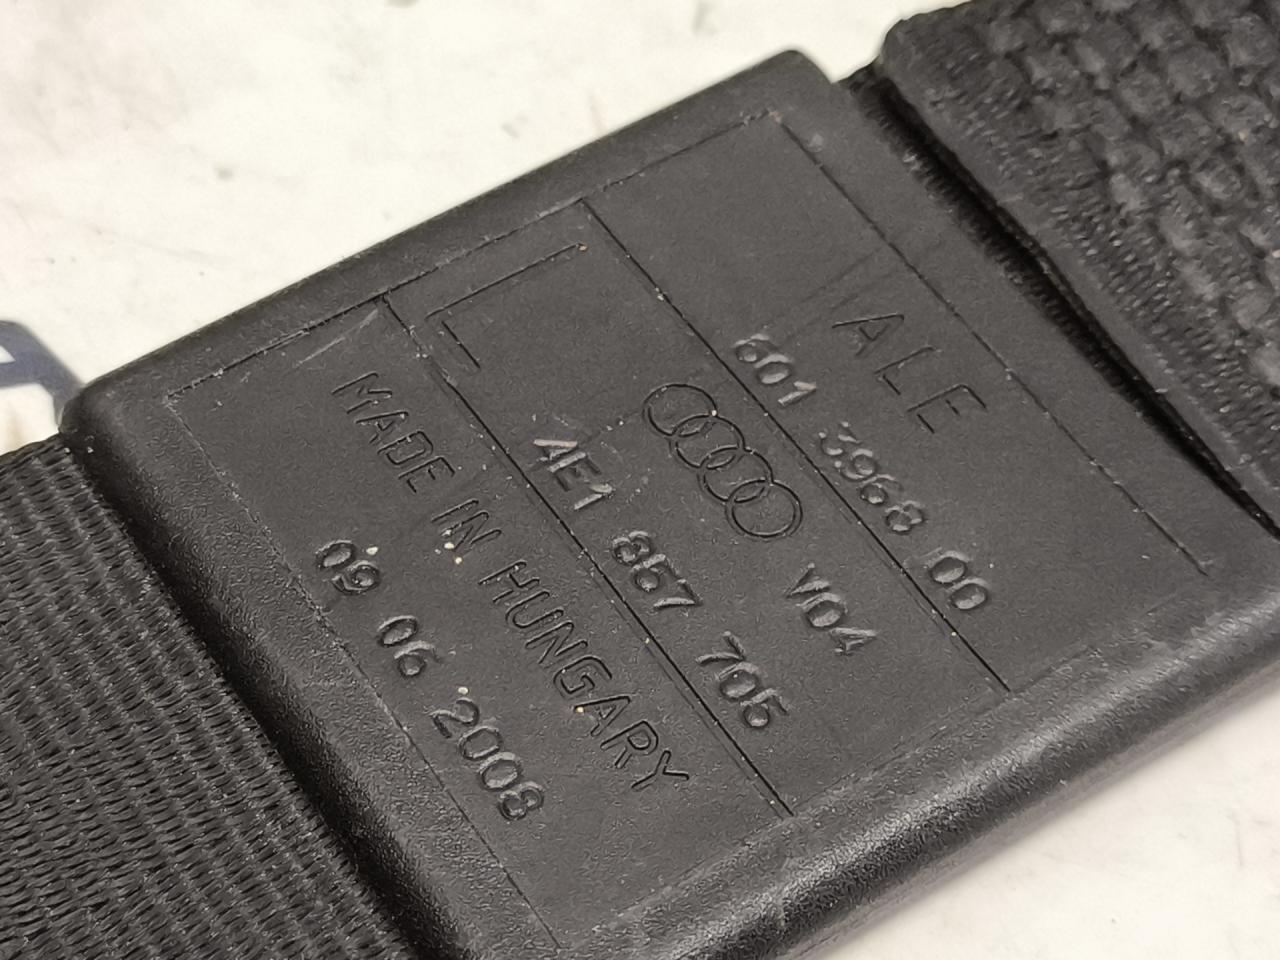 ALE
601 3968 00
V04
4E1 857 705
MADE IN HUNGARY
09 06 2008